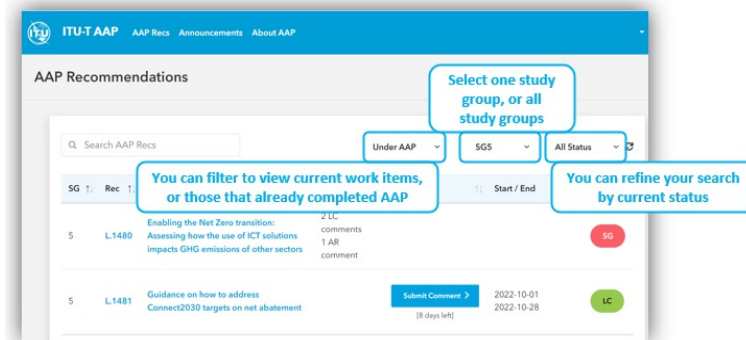 ITU
ITU-T AAP AAP Recs Announcements About AAP
AAP Recommendations
Select one study
group, or all
study groups
Search AAP Recs
Under AAP
SG5
All Status
You can filter to view current work items,
or those that already completed AAP
You can refine your search
by current status
SG Rec Start / End
5 L.1480
Enabling the Net Zero transition:
Assessing how the use of ICT solutions
impacts GHG emissions of other sectors
2 LC
comments
1 AR
comment
SG
5 L.1481
Guidance on how to address
Connect2030 targets on net abatement
Submit Comment
[8 days left]
2022-10-01
2022-10-28
LC